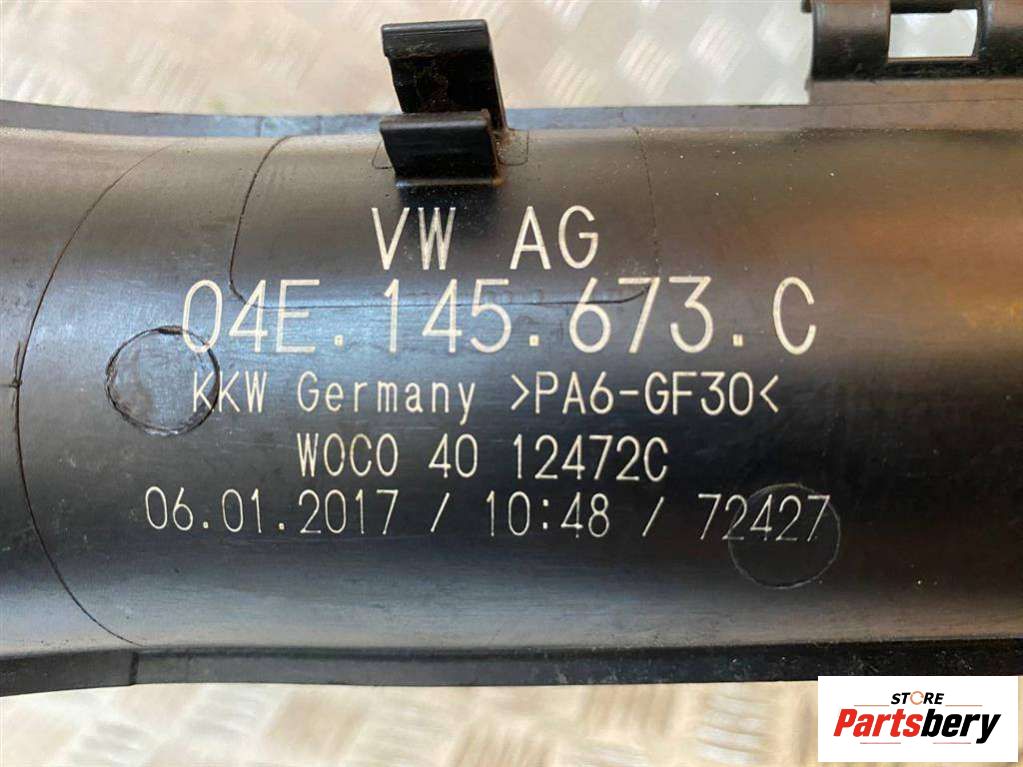 VW AG
04E.145.673.C
KKW Germany >PA6-GF30<
WOCO 40 12472C
06.01.2017 / 10:48 / 72427
STORE
Partsbery